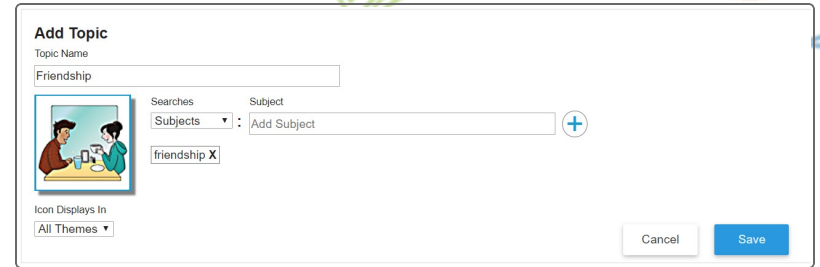 Add Topic
Topic Name
Friendship
Searches Subject
Subjects ▼ : Add Subject +
friendship X
Icon Displays In
All Themes ▼
Cancel Save